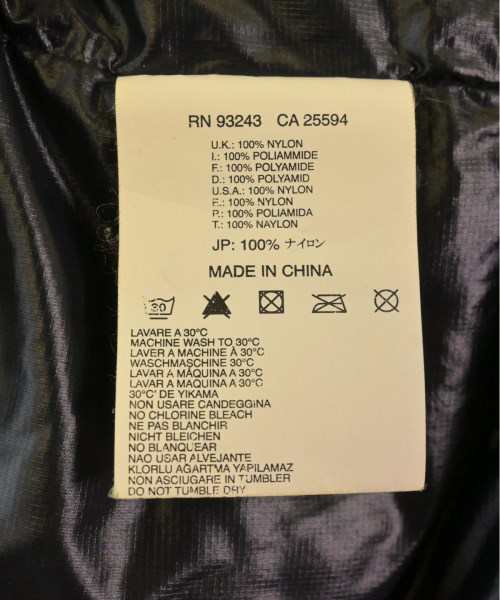 RN 93243 CA 25594
U.K.: 100% NYLON
I.: 100% POLIAMMIDE
F.: 100% POLYAMIDE
D.: 100% POLYAMID
U.S.A.: 100% NYLON
E.: 100% NYLON
P.: 100% POLIAMIDA
T.: 100% NAYLON
JP: 100% ナイロン
MADE IN CHINA
30
LAVARE A 30°C
MACHINE WASH TO 30°C
LAVER A MACHINE À 30°C
WASCHMASCHINE 30°C
LAVAR A MÁQUINA A 30°C
LAVAR A MAQUINA A 30°C
30°C' DE YIKAMA
NON USARE CANDEGGINA
NO CHLORINE BLEACH
NE PAS BLANCHIR
NICHT BLEICHEN
NO BLANQUEAR
NAO USAR ALVEJANTE
KLORLU AĞARTMA YAPILAMAZ
NON ASCIUGARE IN TUMBLER
DO NOT TUMBLE DRY